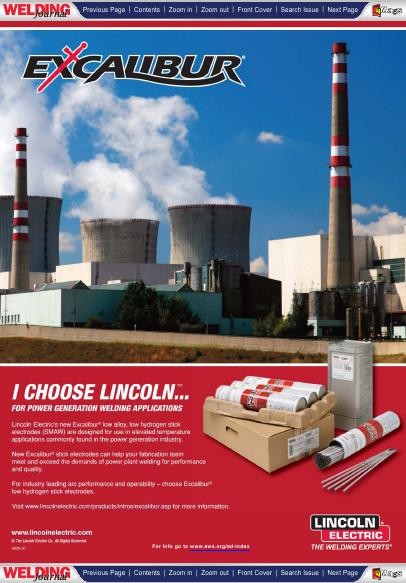 WELDING Journal
Previous Page | Contents | Zoom in | Zoom out | Front Cover | Search Issue | Next Page
EXCALIBUR®
I CHOOSE LINCOLN...™
FOR POWER GENERATION WELDING APPLICATIONS
Lincoln Electric's new Excalibur® low alloy, low hydrogen stick
electrodes (SMAW) are designed for use in elevated temperature
applications commonly found in the power generation industry.
New Excalibur® stick electrodes can help your fabrication team
meet and exceed the demands of power plant welding for performance
and quality.
For industry leading arc performance and operability – choose Excalibur®
low hydrogen stick electrodes.
Visit www.lincolnelectric.com/products/intros/excalibur.asp for more information.
www.lincolnelectric.com
© The Lincoln Electric Co. All Rights Reserved.
For info go to www.aws.org/ad-index
LINCOLN®
ELECTRIC
THE WELDING EXPERTS®
WELDING Journal
Previous Page | Contents | Zoom in | Zoom out | Front Cover | Search Issue | Next Page